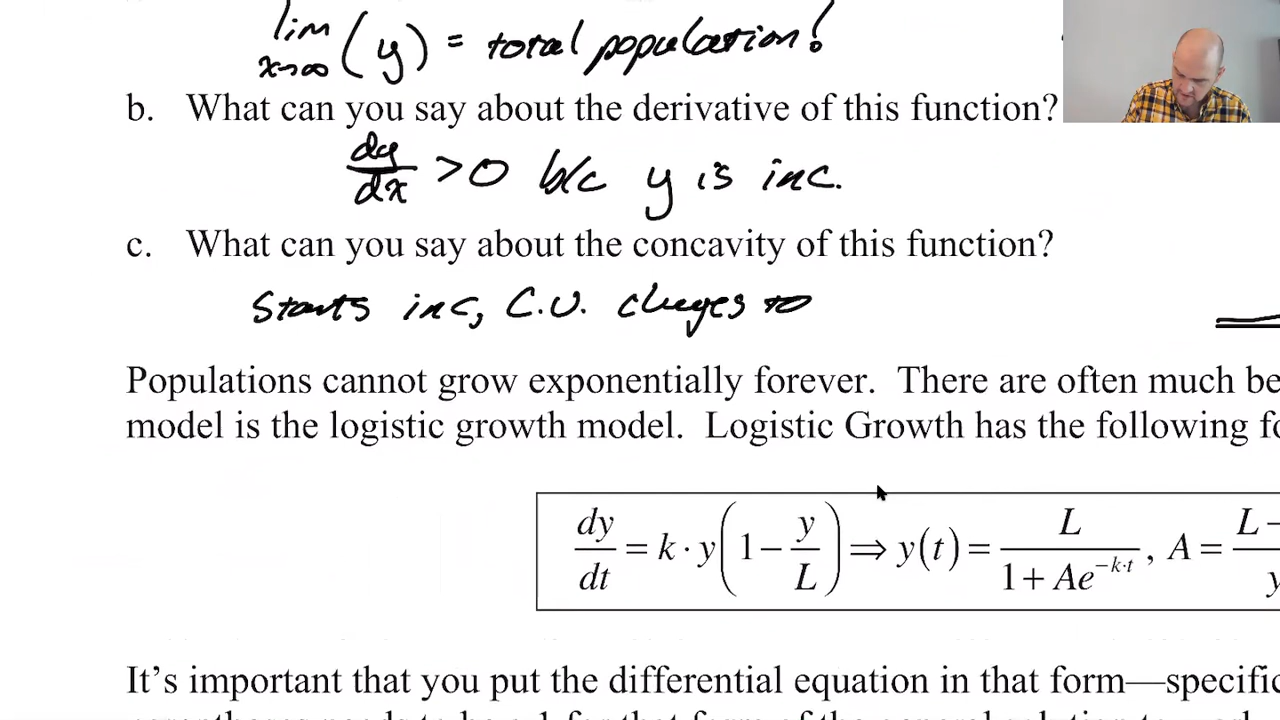 lim x→∞ (y) = total population!
b. What can you say about the derivative of this function?
dy/dx > 0 b/c y is inc.
c. What can you say about the concavity of this function?
Starts inc, C.U. changes to
Populations cannot grow exponentially forever. There are often much be
model is the logistic growth model. Logistic Growth has the following fo
dy/dt = k · y(1 − y/L) ⇒ y(t) = L/(1 + Ae^(−k·t)), A = L −/y
It's important that you put the differential equation in that form—specific